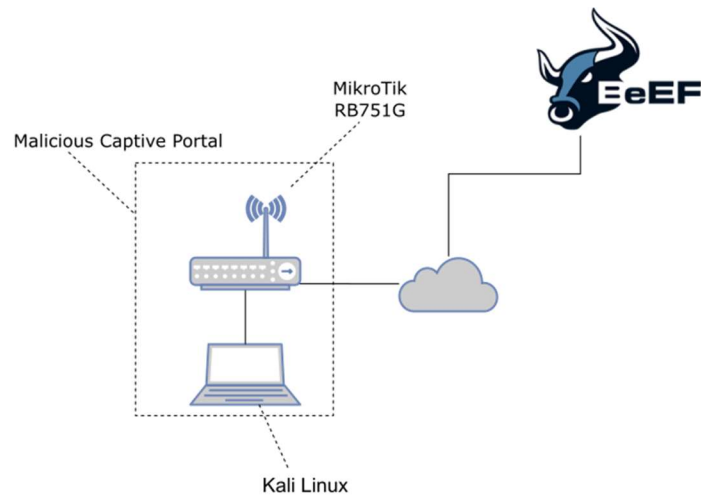 BeEF
MikroTik
RB751G
Malicious Captive Portal
Kali Linux